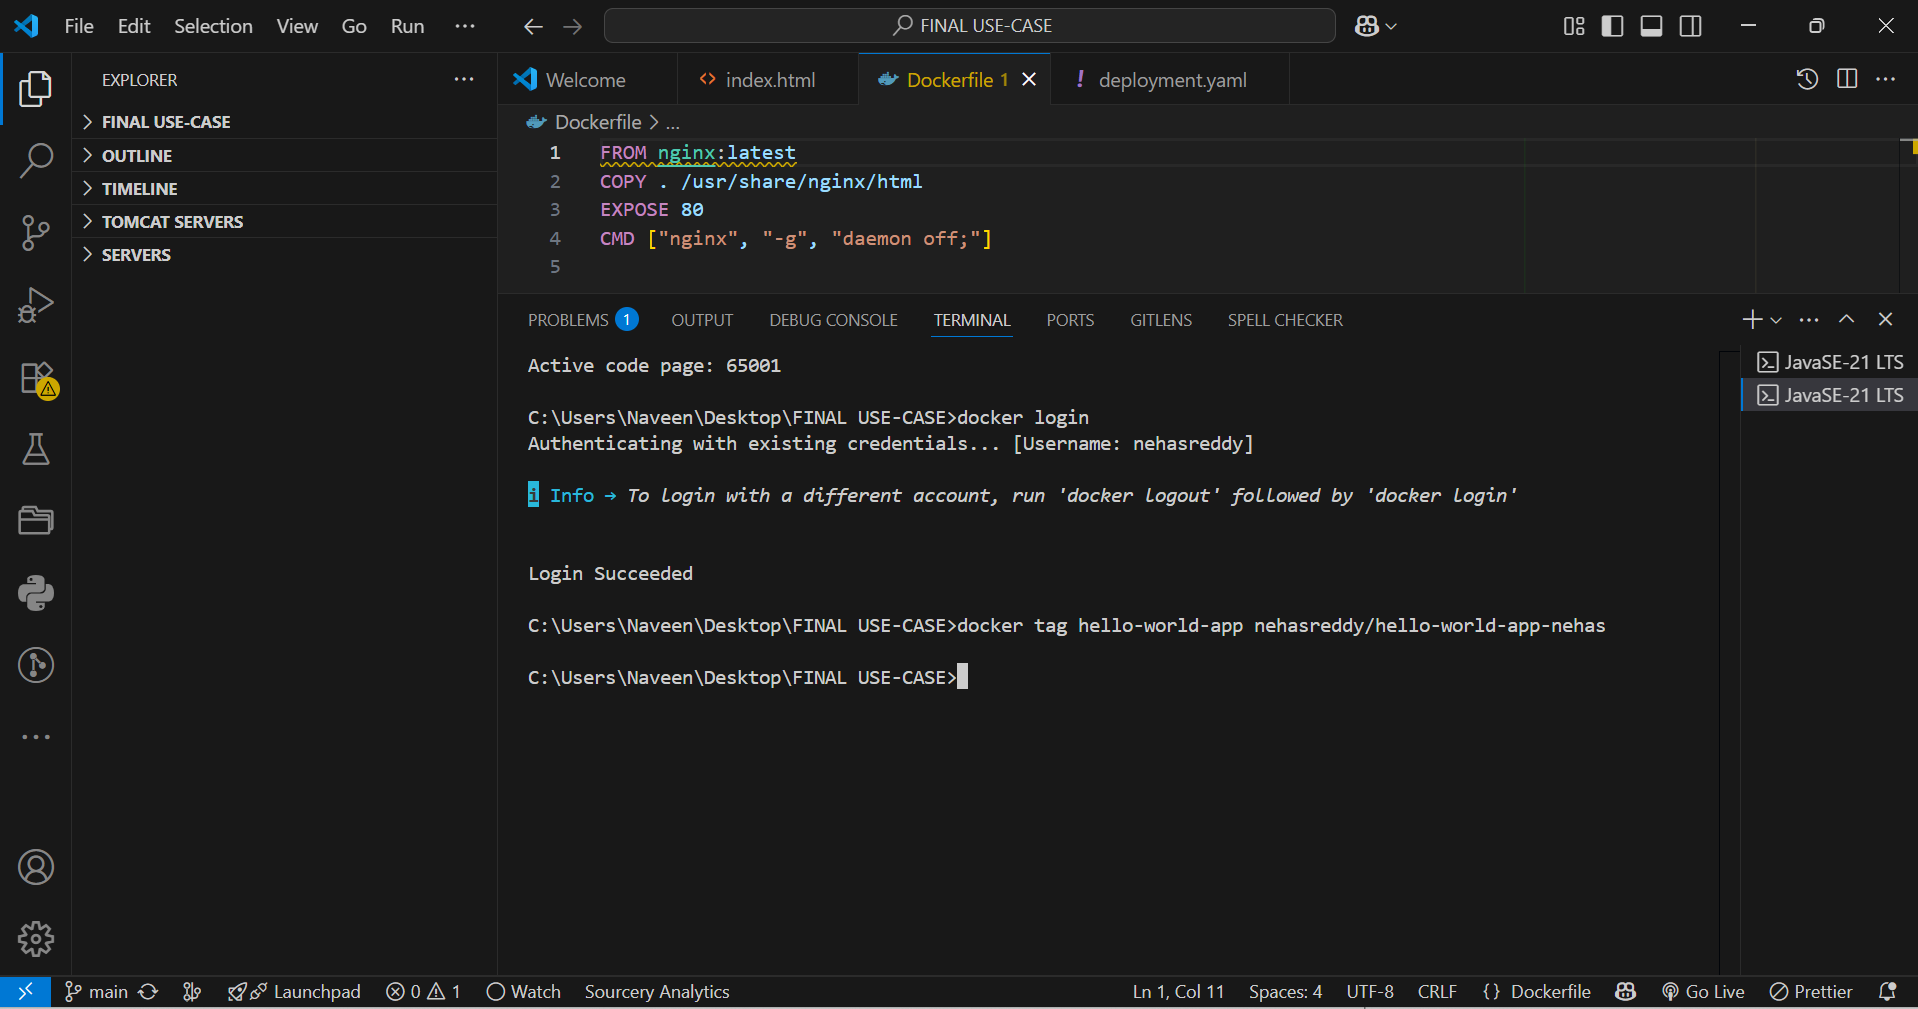 File Edit Selection View Go Run ···
FINAL USE-CASE
EXPLORER ···
FINAL USE-CASE
OUTLINE
TIMELINE
TOMCAT SERVERS
SERVERS
Welcome
index.html
Dockerfile 1
! deployment.yaml
Dockerfile > ...
1 FROM nginx:latest
2 COPY . /usr/share/nginx/html
3 EXPOSE 80
4 CMD ["nginx", "-g", "daemon off;"]
5
PROBLEMS 1 OUTPUT DEBUG CONSOLE TERMINAL PORTS GITLENS SPELL CHECKER
Active code page: 65001
C:\Users\Naveen\Desktop\FINAL USE-CASE>docker login
Authenticating with existing credentials... [Username: nehasreddy]
i Info → To login with a different account, run 'docker logout' followed by 'docker login'
Login Succeeded
C:\Users\Naveen\Desktop\FINAL USE-CASE>docker tag hello-world-app nehasreddy/hello-world-app-nehas
C:\Users\Naveen\Desktop\FINAL USE-CASE>
JavaSE-21 LTS
JavaSE-21 LTS
main Launchpad 0 1 Watch Sourcery Analytics Ln 1, Col 11 Spaces: 4 UTF-8 CRLF {} Dockerfile Go Live Prettier